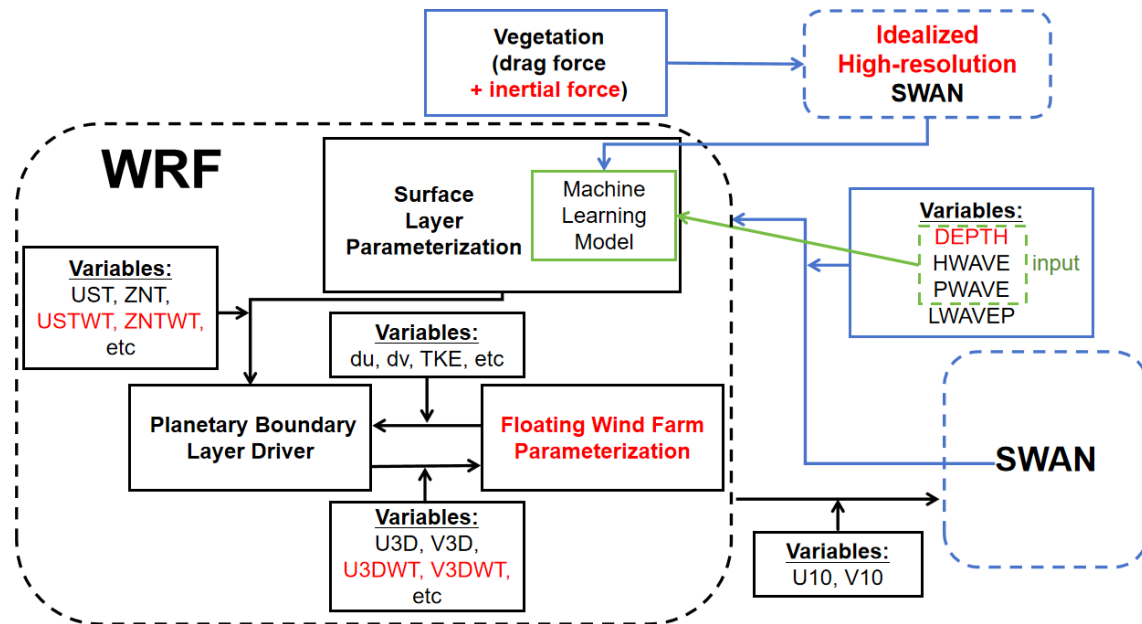 Vegetation
(drag force
+ inertial force)
Idealized
High-resolution
SWAN
WRF
Surface
Layer
Parameterization
Machine
Learning
Model
Variables:
DEPTH
HWAVE
PWAVE
LWAVEP
input
Variables:
UST, ZNT,
USTWT, ZNTWT,
etc
Variables:
du, dv, TKE, etc
Planetary Boundary
Layer Driver
Floating Wind Farm
Parameterization
SWAN
Variables:
U3D, V3D,
U3DWT, V3DWT,
etc
Variables:
U10, V10